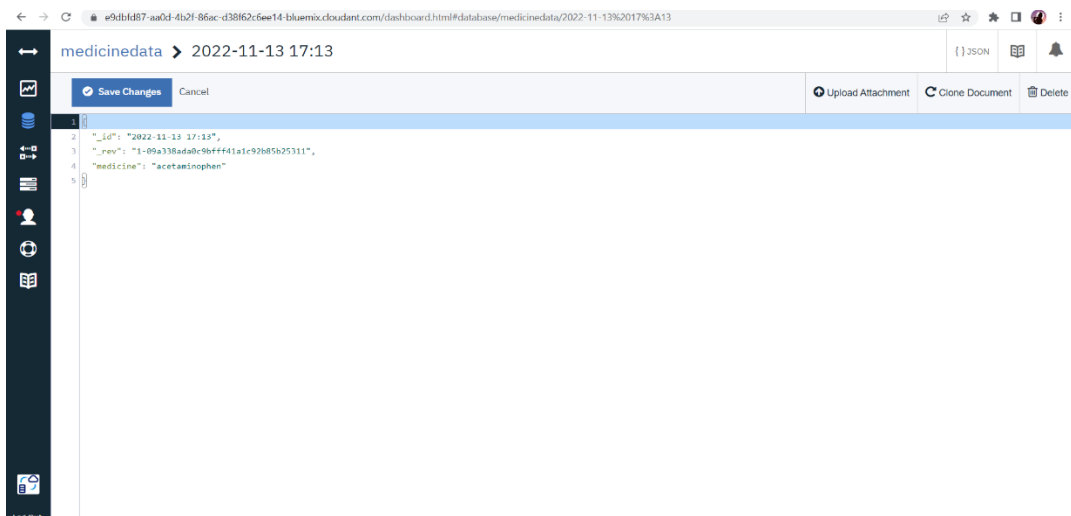 e9dbfd87-aa0d-4b2f-86ac-d38f62c6ee14-bluemix.cloudant.com/dashboard.html#database/medicinedata/2022-11-13%2017%3A13
medicinedata > 2022-11-13 17:13
{ } JSON
Save Changes Cancel Upload Attachment Clone Document Delete
1 {
2 "_id": "2022-11-13 17:13",
3 "_rev": "1-09a338ada0c9bfff41a1c92b85b25311",
4 "medicine": "acetaminophen"
5 }